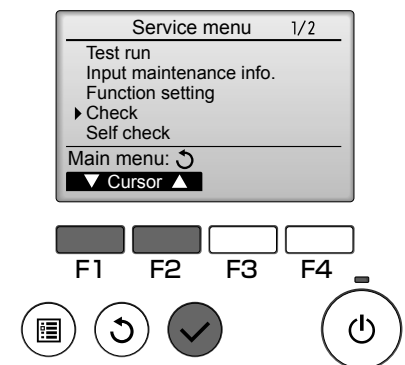 Service menu 1/2
Test run
Input maintenance info.
Function setting
Check
Self check
Main menu:
Cursor
F1 F2 F3 F4